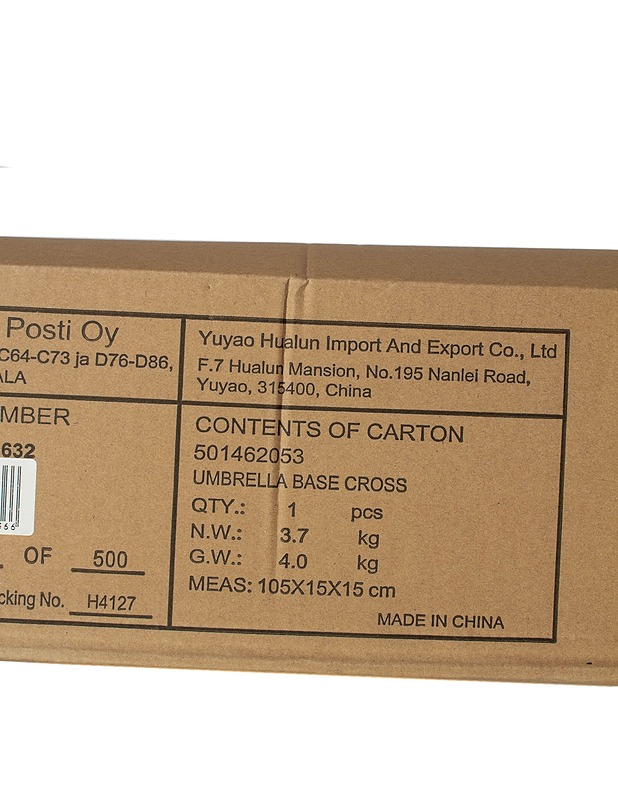 Posti Oy
C64-C73 ja D76-D86,
ALA
MBER
632
OF 500
cking No. H4127
Yuyao Hualun Import And Export Co., Ltd
F.7 Hualun Mansion, No.195 Nanlei Road,
Yuyao, 315400, China
CONTENTS OF CARTON
501462053
UMBRELLA BASE CROSS
QTY.: 1 pcs
N.W.: 3.7 kg
G.W.: 4.0 kg
MEAS: 105X15X15 cm
MADE IN CHINA